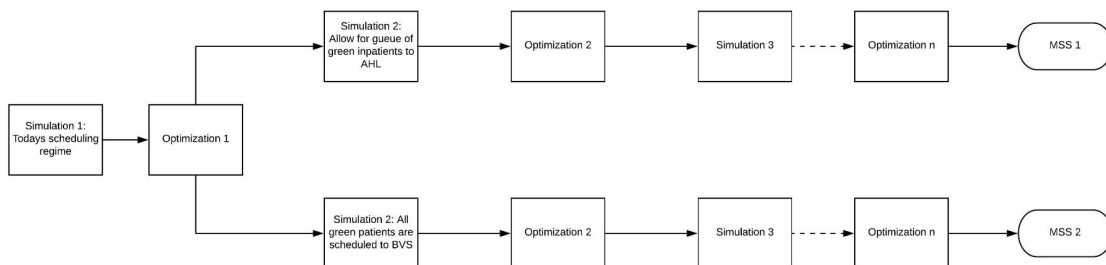 Simulation 2:
Allow for gueue of
green inpatients to
AHL
Optimization 2
Simulation 3
Optimization n
MSS 1
Simulation 1:
Todays scheduling
regime
Optimization 1
Simulation 2: All
green patients are
scheduled to BVS
Optimization 2
Simulation 3
Optimization n
MSS 2